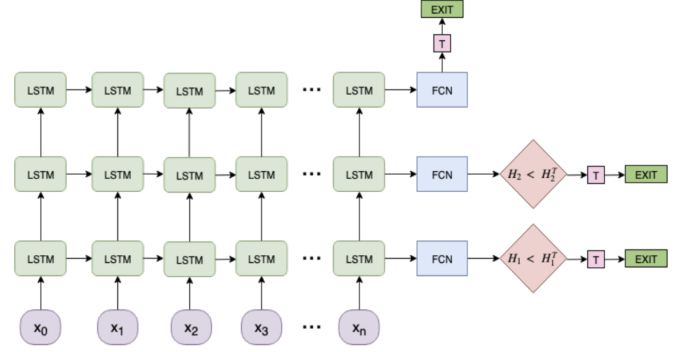 EXIT
T
LSTM LSTM LSTM LSTM ... LSTM FCN
LSTM LSTM LSTM LSTM ... LSTM FCN H₂ < H₂ᵀ T EXIT
LSTM LSTM LSTM LSTM ... LSTM FCN H₁ < H₁ᵀ T EXIT
x₀ x₁ x₂ x₃ ... xₙ